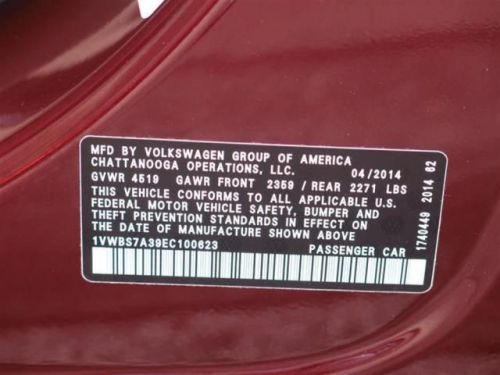 MFD BY VOLKSWAGEN GROUP OF AMERICA
CHATTANOOGA OPERATIONS, LLC. 04/2014
GVWR 4519 GAWR FRONT 2359 / REAR 2271 LBS
THIS VEHICLE CONFORMS TO ALL APPLICABLE U.S.
FEDERAL MOTOR VEHICLE SAFETY, BUMPER AND
THEFT PREVENTION STANDARDS IN EFFECT ON
THE DATE OF MANUFACTURE SHOWN ABOVE
1VWBS7A39EC100623 PASSENGER CAR
1740449 2014 62